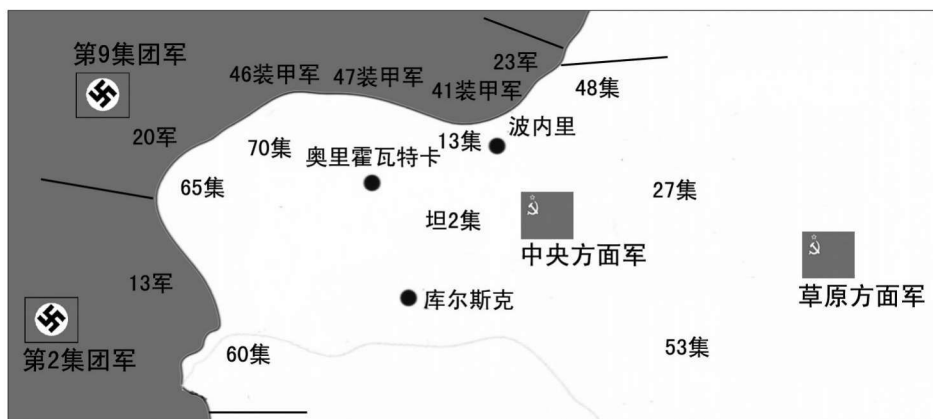 第9集团军
46装甲军
47装甲军
41装甲军
23军
48集
20军
70集
13集
波内里
奥里霍瓦特卡
65集
27集
坦2集
中央方面军
草原方面军
13军
库尔斯克
第2集团军
60集
53集